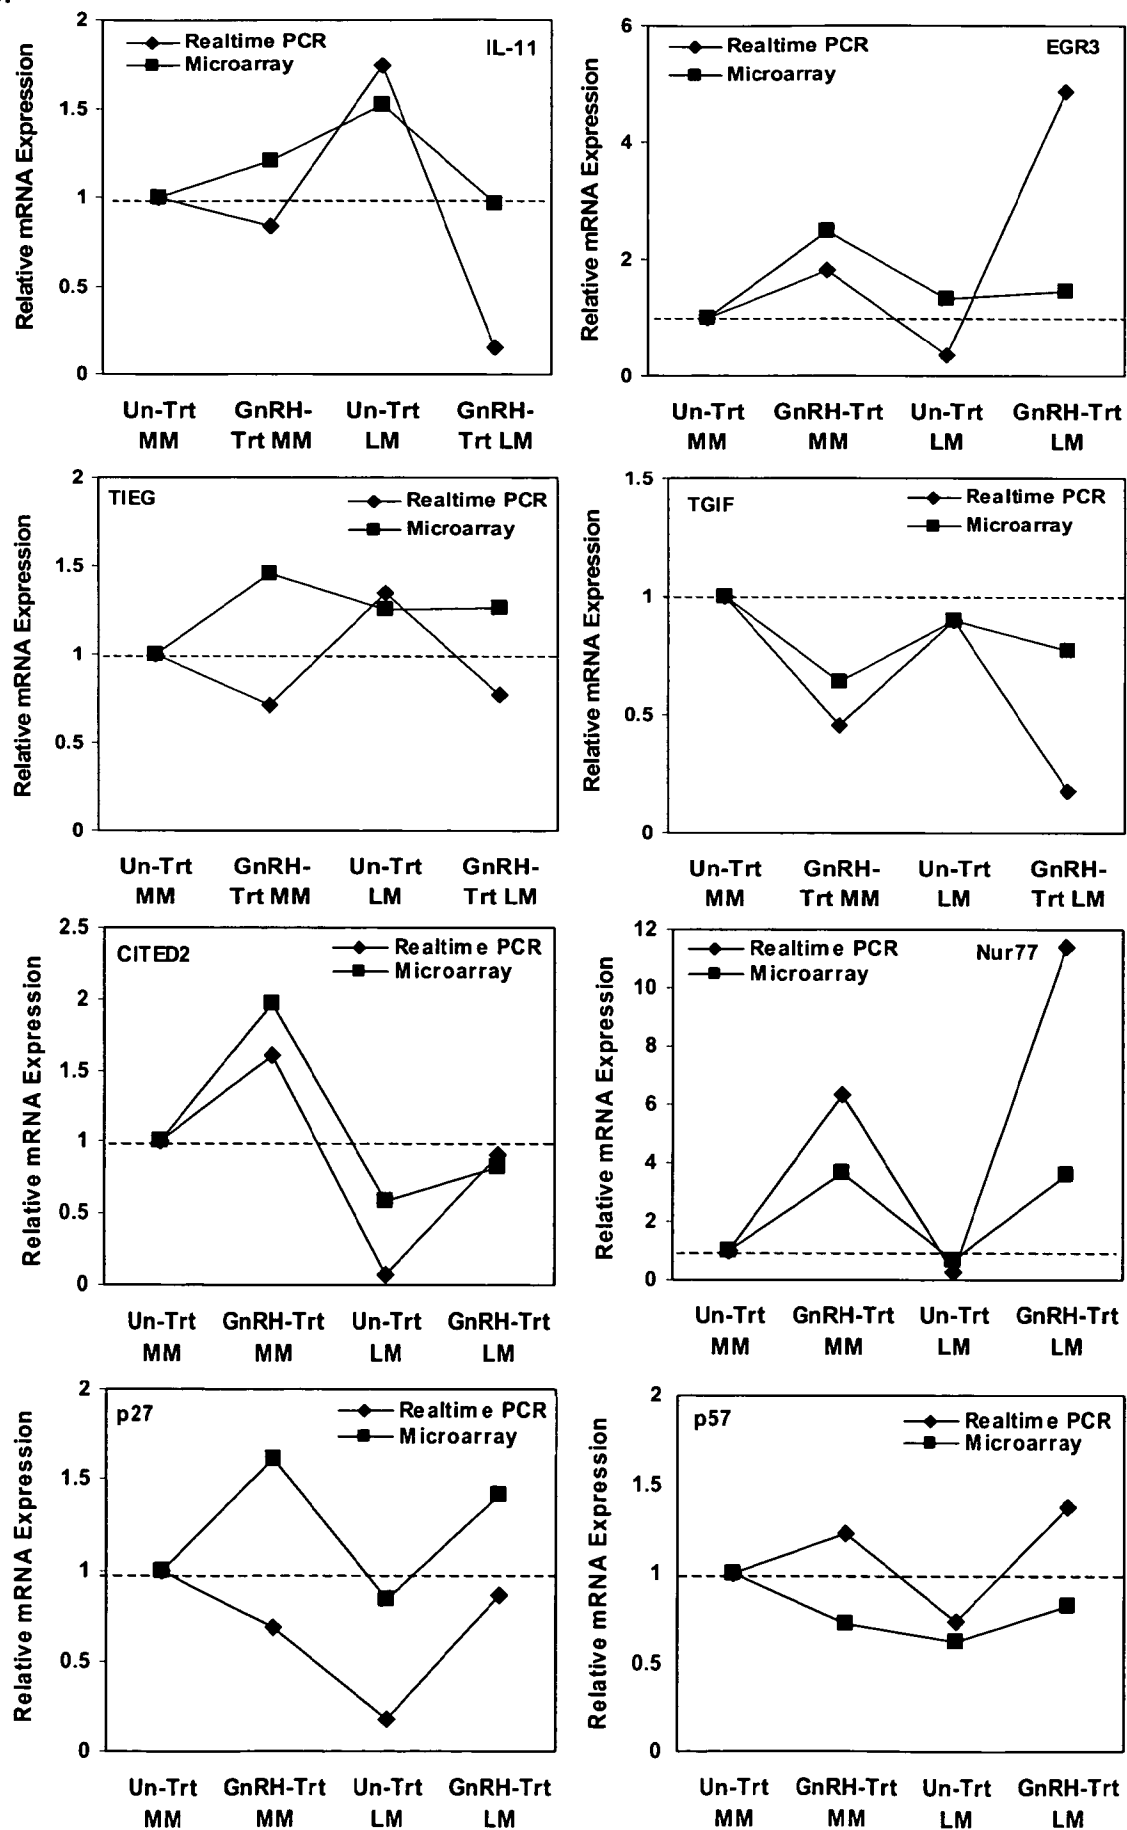 Realtime PCR
Microarray
IL-11
Relative mRNA Expression
2
1.5
1
0.5
0
Un-Trt GnRH- Un-Trt GnRH-
MM Trt MM LM Trt LM
Realtime PCR
Microarray
EGR3
Relative mRNA Expression
6
4
2
0
Un-Trt GnRH-Trt Un-Trt GnRH-Trt
MM MM LM LM
TIEG
Realtime PCR
Microarray
Relative mRNA Expression
2
1.5
1
0.5
0
Un-Trt GnRH- Un-Trt GnRH-
MM Trt MM LM Trt LM
TGIF
Realtime PCR
Microarray
Relative mRNA Expression
1.5
1
0.5
0
Un-Trt GnRH- Un-Trt GnRH-
MM Trt MM LM Trt LM
CITED2
Realtime PCR
Microarray
Relative mRNA Expression
2.5
2
1.5
1
0.5
0
Un-Trt GnRH-Trt Un-Trt GnRH-Trt
MM MM LM LM
Realtime PCR
Microarray
Nur77
Relative mRNA Expression
12
10
8
6
4
2
0
Un-Trt GnRH-Trt Un-Trt GnRH-Trt
MM MM LM LM
p27
Realtime PCR
Microarray
Relative mRNA Expression
2
1.5
1
0.5
0
Un-Trt GnRH-Trt Un-Trt GnRH-Trt
MM MM LM LM
p57
Realtime PCR
Microarray
Relative mRNA Expression
2
1.5
1
0.5
0
Un-Trt GnRH-Trt Un-Trt GnRH-Trt
MM MM LM LM